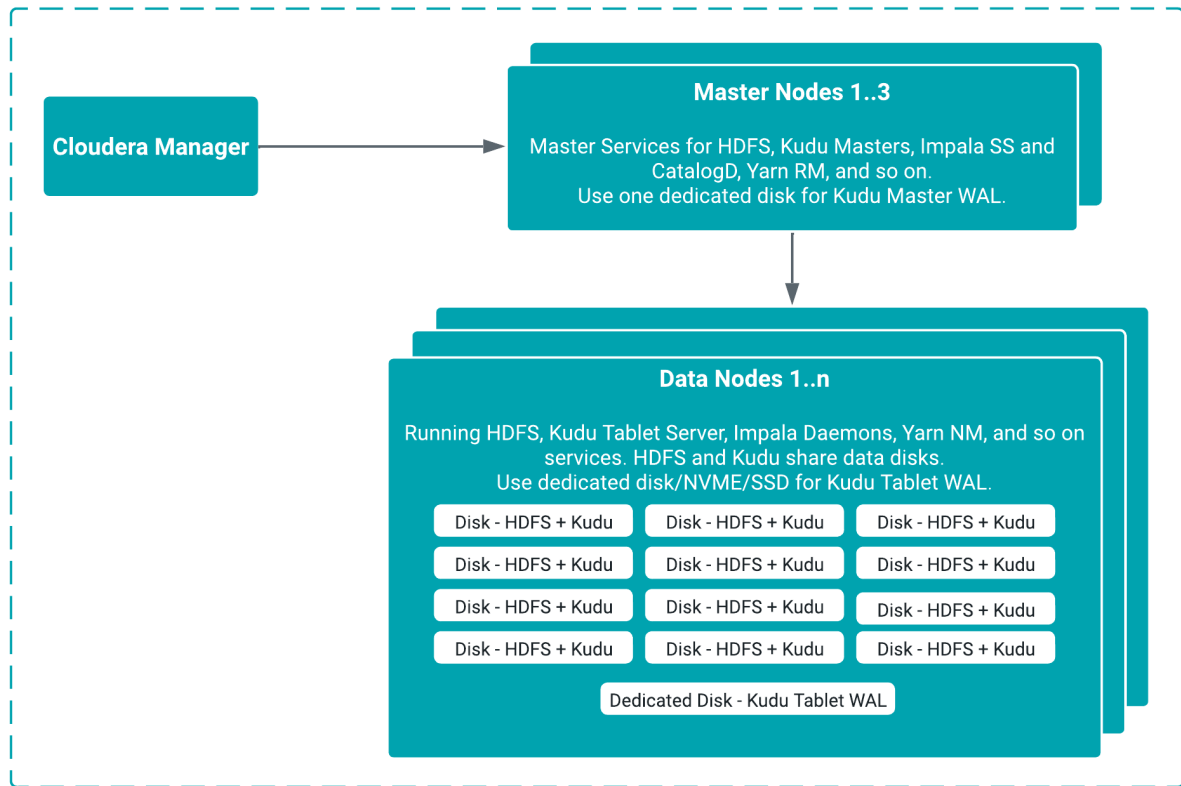 Cloudera Manager
Master Nodes 1..3
Master Services for HDFS, Kudu Masters, Impala SS and
CatalogD, Yarn RM, and so on.
Use one dedicated disk for Kudu Master WAL.
Data Nodes 1..n
Running HDFS, Kudu Tablet Server, Impala Daemons, Yarn NM, and so on
services. HDFS and Kudu share data disks.
Use dedicated disk/NVME/SSD for Kudu Tablet WAL.
Disk - HDFS + Kudu
Disk - HDFS + Kudu
Disk - HDFS + Kudu
Disk - HDFS + Kudu
Disk - HDFS + Kudu
Disk - HDFS + Kudu
Disk - HDFS + Kudu
Disk - HDFS + Kudu
Disk - HDFS + Kudu
Disk - HDFS + Kudu
Disk - HDFS + Kudu
Disk - HDFS + Kudu
Dedicated Disk - Kudu Tablet WAL